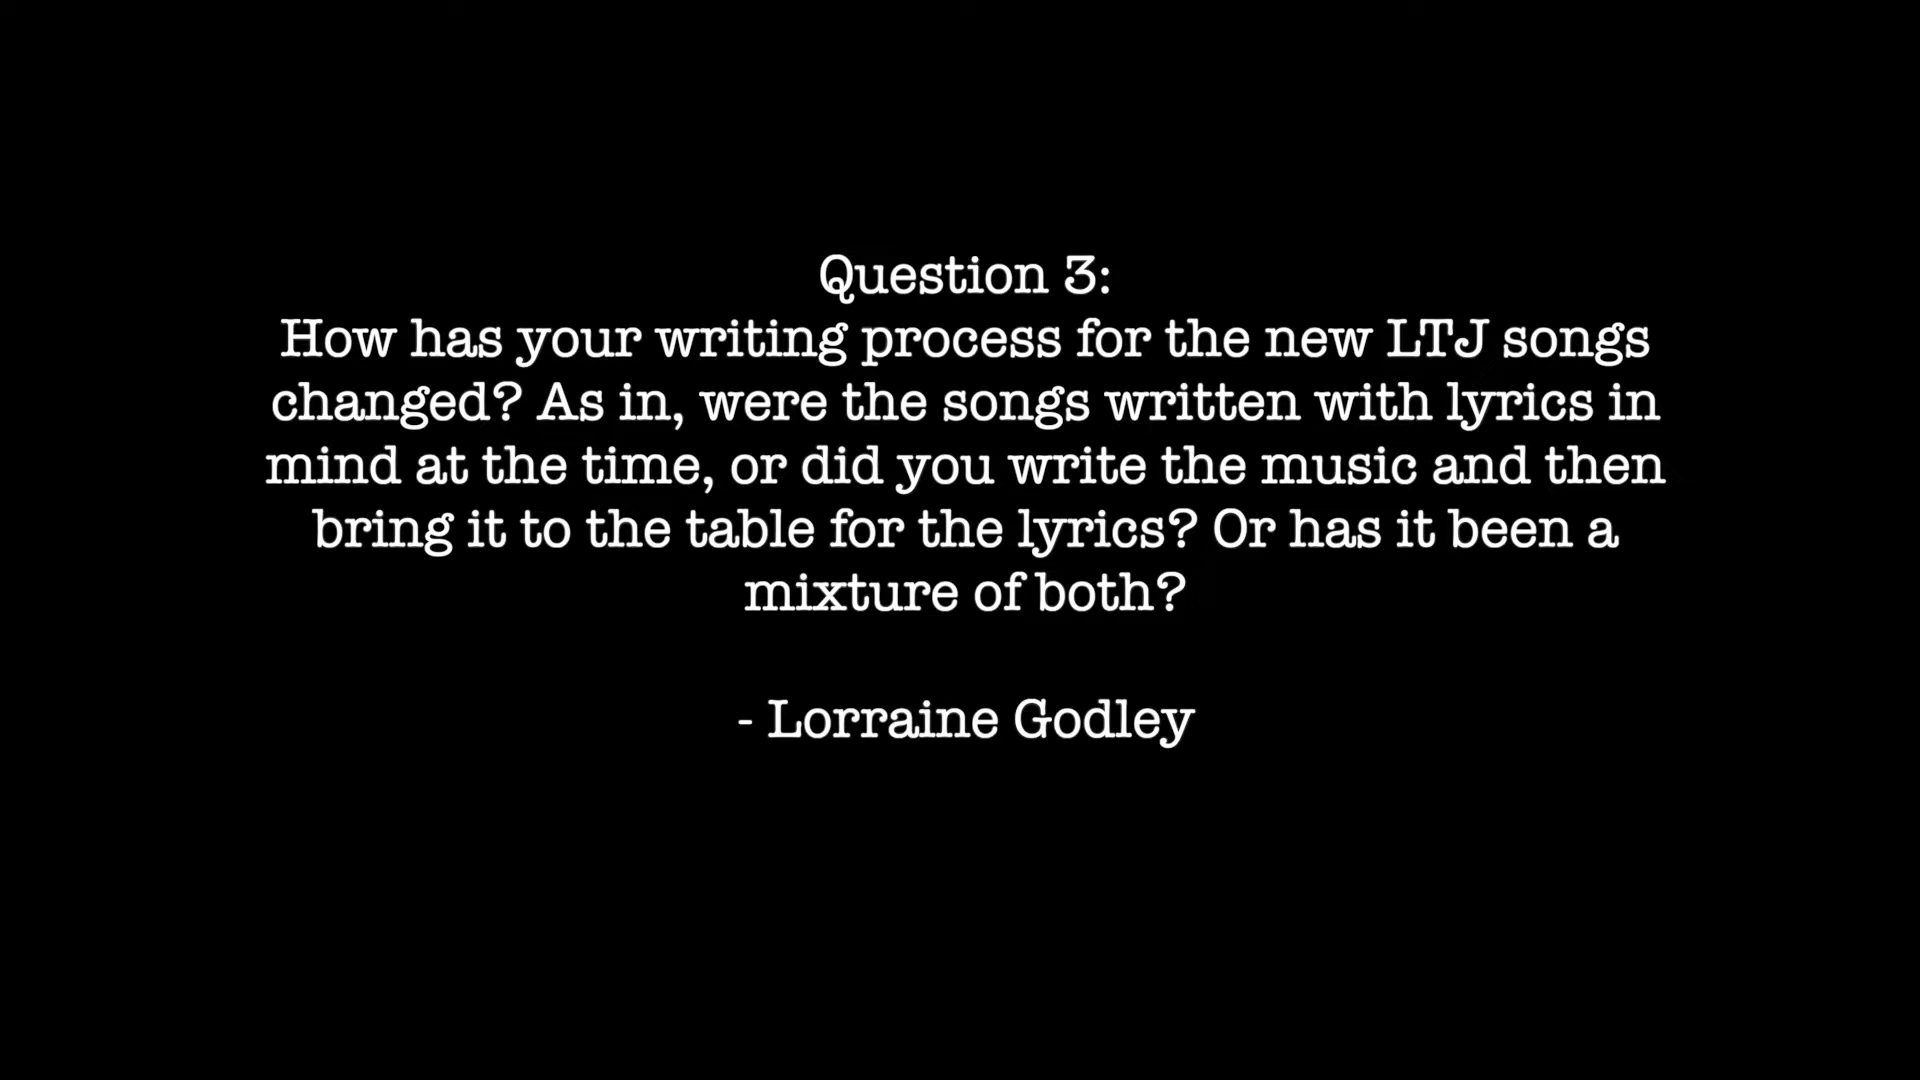 Question 3:
How has your writing process for the new LTJ songs
changed? As in, were the songs written with lyrics in
mind at the time, or did you write the music and then
bring it to the table for the lyrics? Or has it been a
mixture of both?
- Lorraine Godley